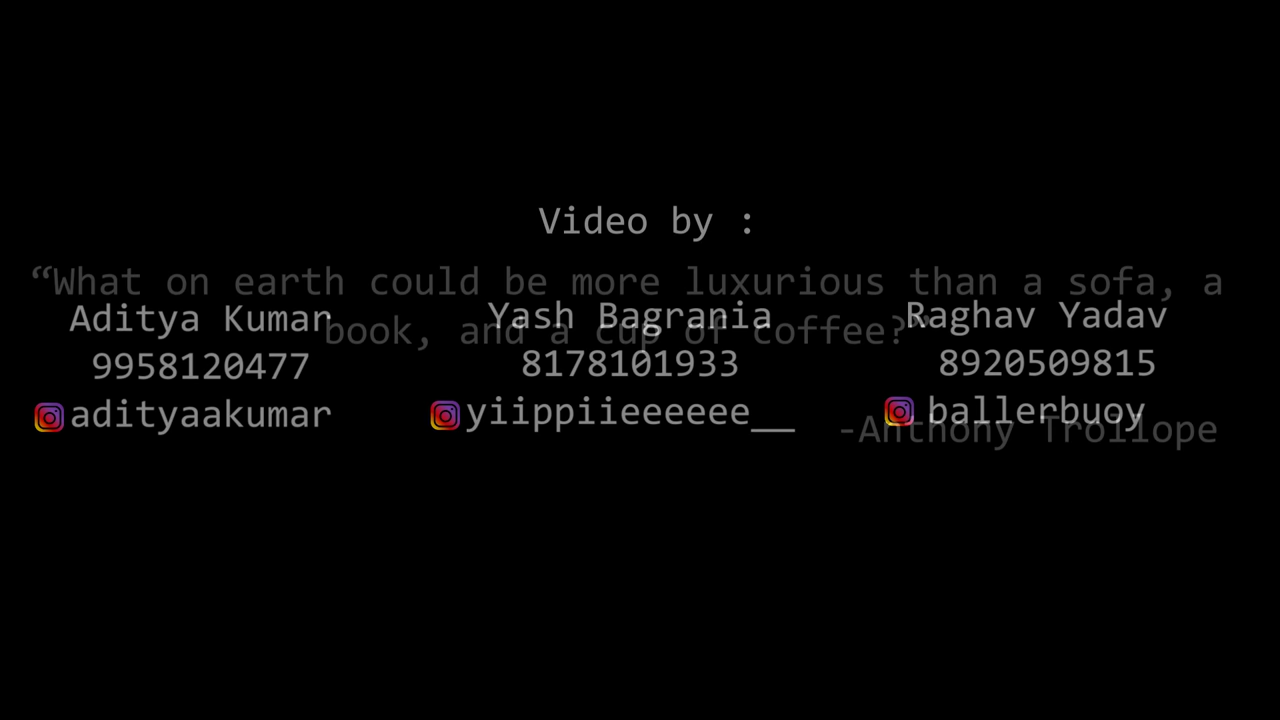 Video by :
“What on earth could be more luxurious than a sofa, a
book, and a cup of coffee?”
-Anthony Trollope
Aditya Kumar
9958120477
adityaakumar
Yash Bagrania
8178101933
yiippiieeeeee__
Raghav Yadav
8920509815
ballerbuoy